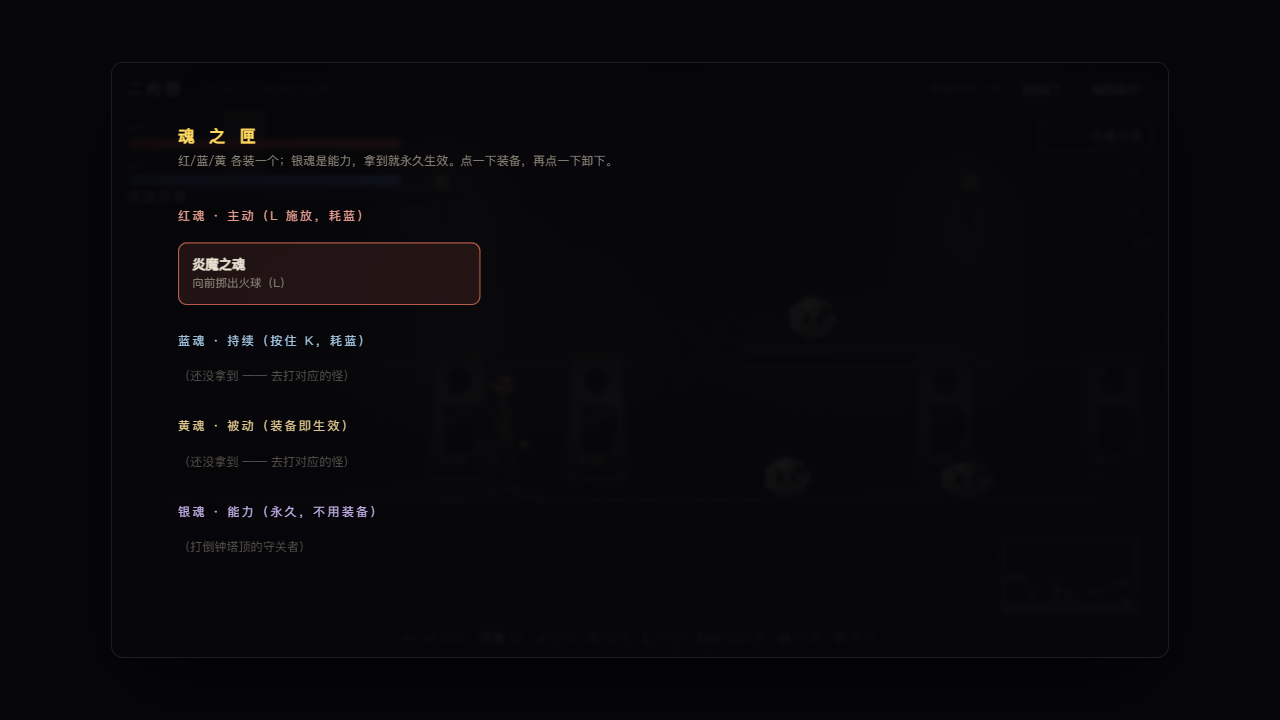 魂之匣
红/蓝/黄 各装一个；银魂是能力，拿到就永久生效。点一下装备，再点一下卸下。
红魂 · 主动（L 施放，耗蓝）
炎魔之魂
向前掷出火球（L）
蓝魂 · 持续（按住 K，耗蓝）
（还没拿到 —— 去打对应的怪）
黄魂 · 被动（装备即生效）
（还没拿到 —— 去打对应的怪）
银魂 · 能力（永久，不用装备）
（打倒钟塔顶的守关者）